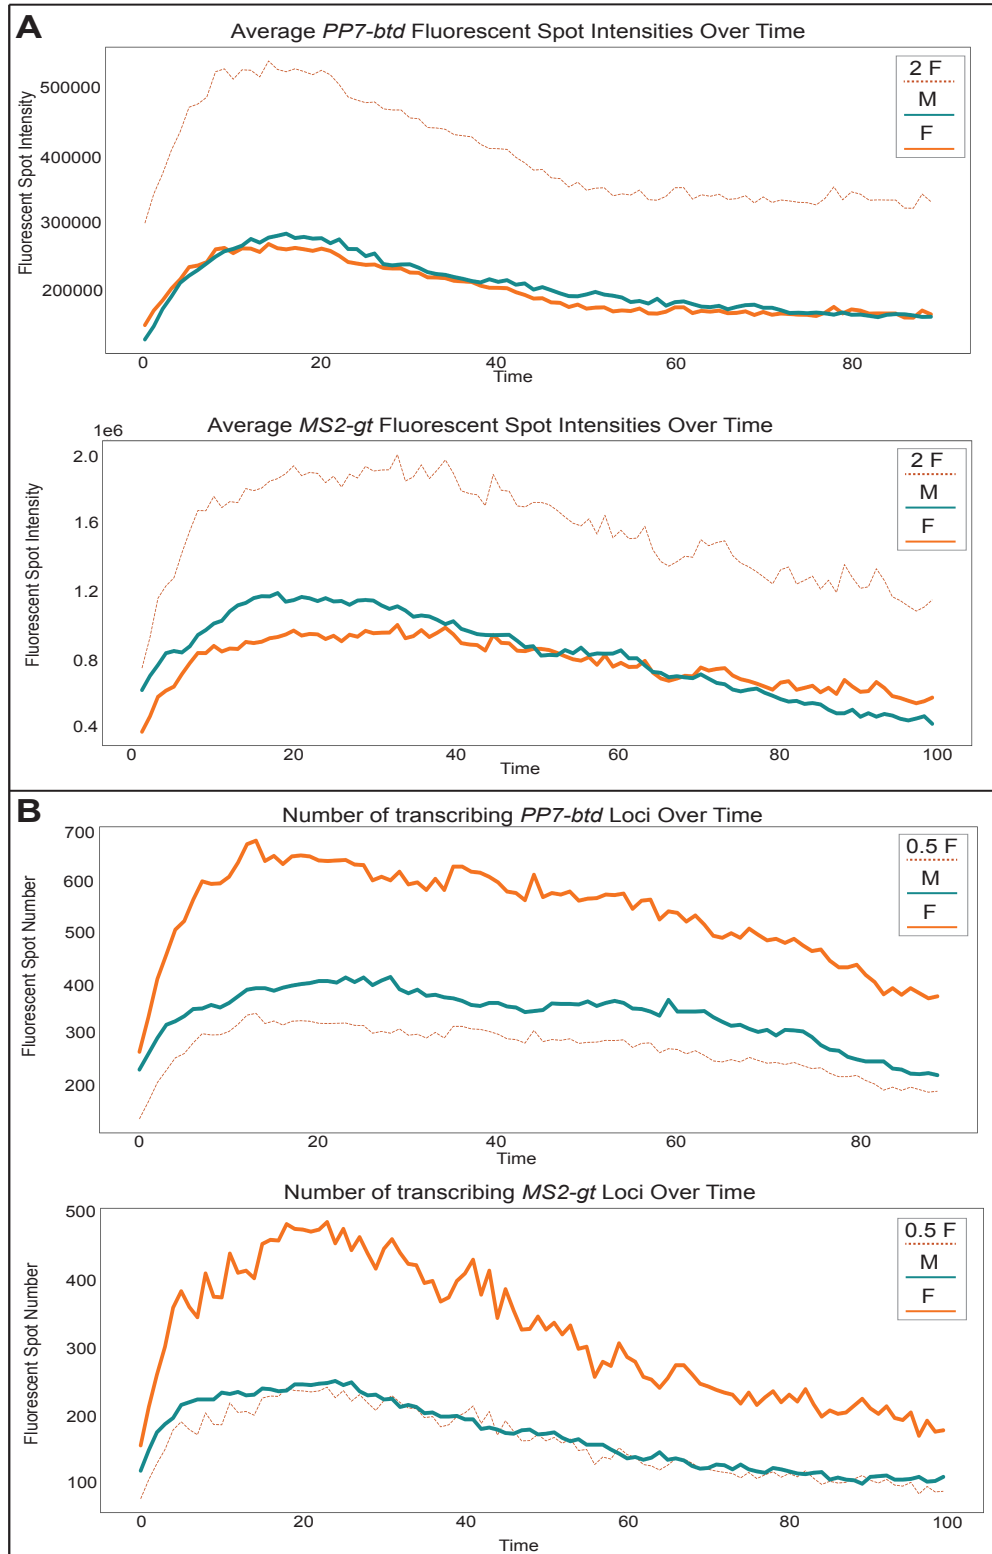 A
Average PP7-btd Fluorescent Spot Intensities Over Time
Fluorescent Spot Intensity
500000
400000
300000
200000
2 F
M
F
0 20 40 60 80
Time
Average MS2-gt Fluorescent Spot Intensities Over Time
1e6
Fluorescent Spot Intensity
2.0
1.6
1.2
0.8
0.4
2 F
M
F
0 20 40 60 80 100
Time
B
Number of transcribing PP7-btd Loci Over Time
Fluorescent Spot Number
700
600
500
400
300
200
0.5 F
M
F
0 20 40 60 80
Time
Number of transcribing MS2-gt Loci Over Time
Fluorescent Spot Number
500
400
300
200
100
0.5 F
M
F
0 20 40 60 80 100
Time